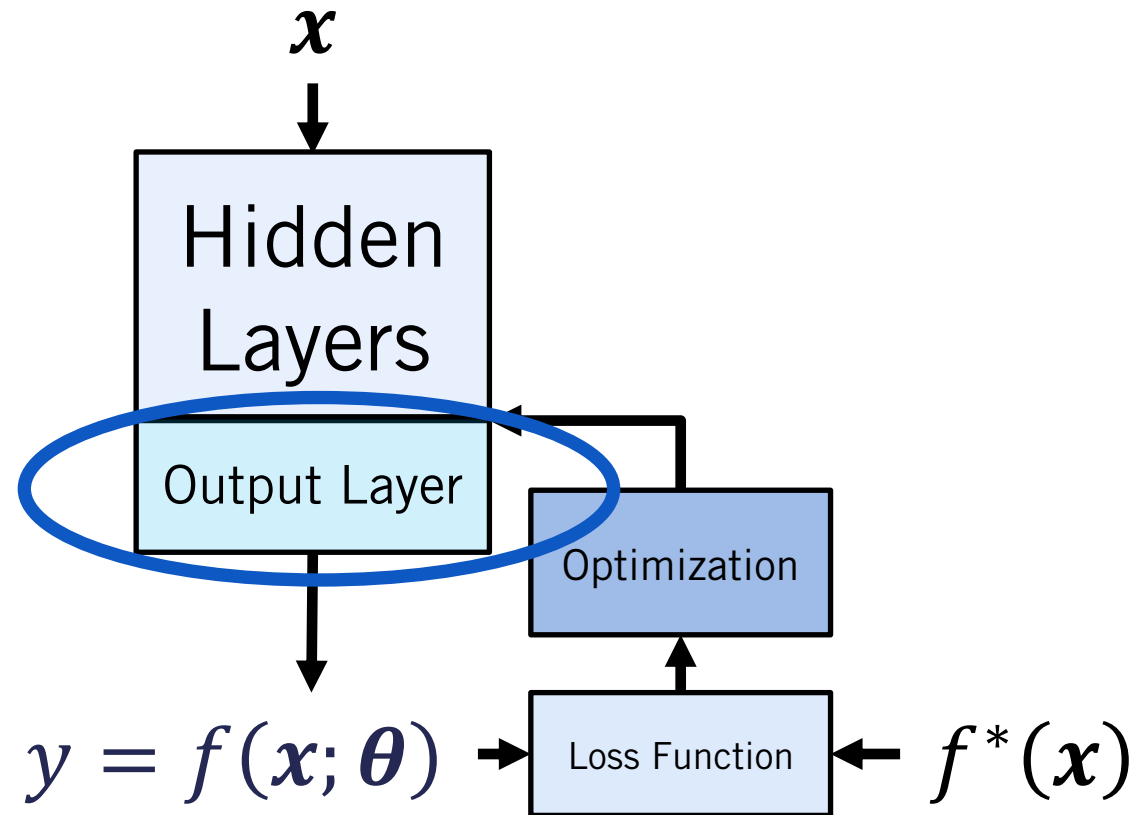 𝒙
Hidden
Layers
Output Layer
Optimization
𝑦 = 𝑓(𝒙; 𝜽)
Loss Function
𝑓*(𝒙)